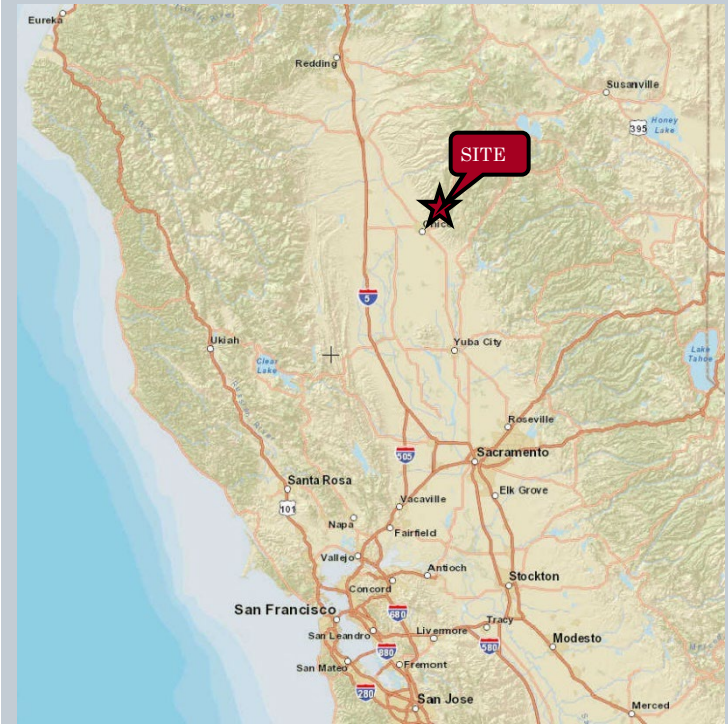 Eureka
Redding
Susanville
395
Honey
Lake
SITE
Chico
5
Ukiah
Clear
Lake
Yuba City
Lake
Tahoe
Roseville
505
Sacramento
Santa Rosa
Elk Grove
101
Vacaville
Napa
Fairfield
Vallejo
Antioch
Concord
Stockton
San Francisco
680
Tracy
San Leandro
Livermore
Modesto
880
580
San Mateo
Fremont
280
San Jose
Merced